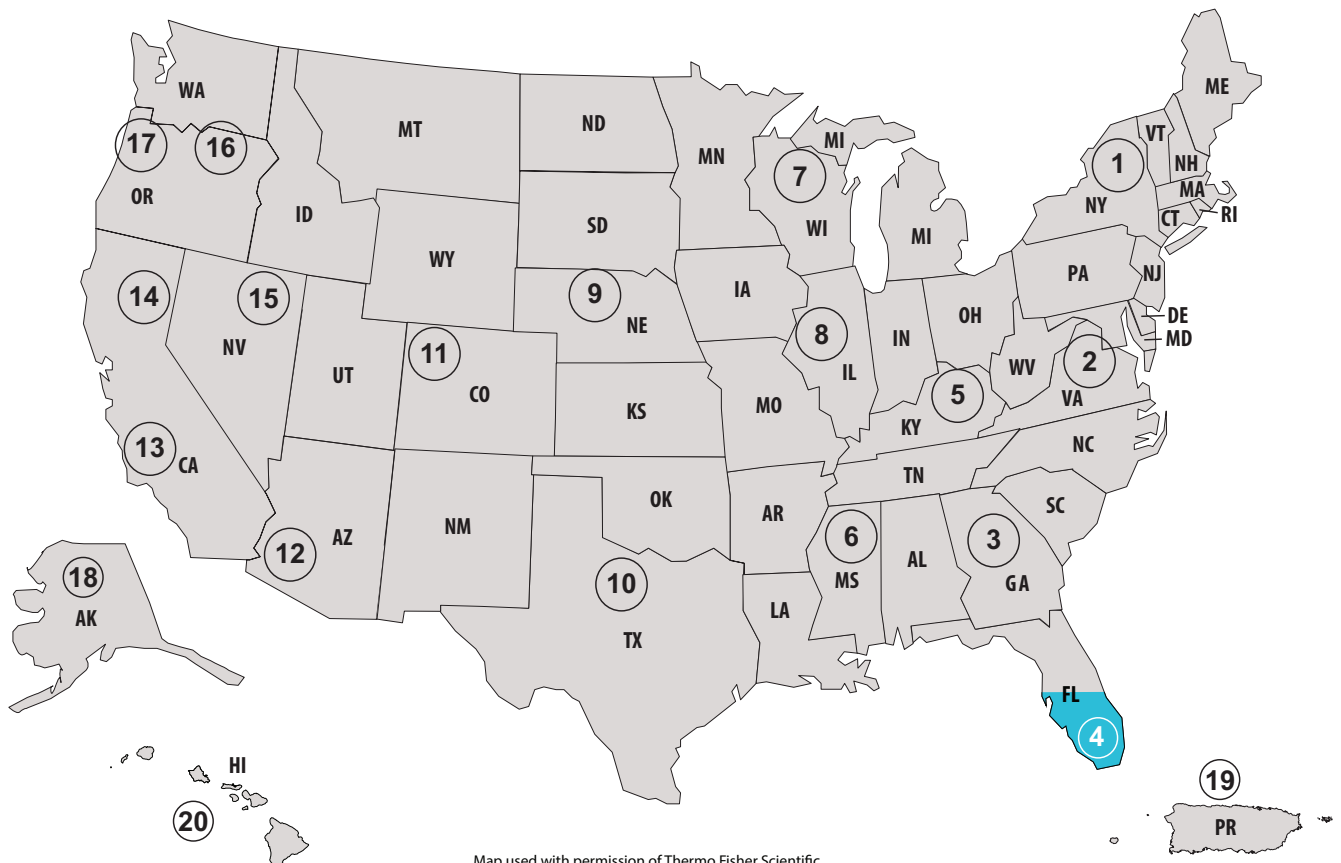 ME
WA
ND
MT
MI
VT
17
16
MN
1
NH
7
MA
OR
NY
CT
RI
ID
SD
WI
MI
WY
PA
NJ
14
15
9
IA
OH
DE
NE
8
IN
MD
NV
11
2
UT
IL
WV
CO
5
VA
KS
MO
KY
13
CA
NC
TN
OK
AR
SC
AZ
NM
6
3
12
AL
18
10
MS
GA
AK
LA
TX
FL
4
HI
19
20
PR
Map used with permission of Thermo Fisher Scientific